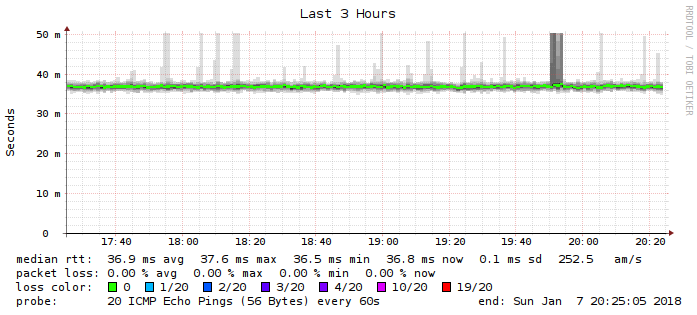 Last 3 Hours
RRDTOOL / TOBI OETIKER
Seconds
50 m
40 m
30 m
20 m
10 m
0
17:40 18:00 18:20 18:40 19:00 19:20 19:40 20:00 20:20
median rtt: 36.9 ms avg 37.6 ms max 36.5 ms min 36.8 ms now 0.1 ms sd 252.5 am/s
packet loss: 0.00 % avg 0.00 % max 0.00 % min 0.00 % now
loss color: 0 1/20 2/20 3/20 4/20 10/20 19/20
probe: 20 ICMP Echo Pings (56 Bytes) every 60s end: Sun Jan 7 20:25:05 2018